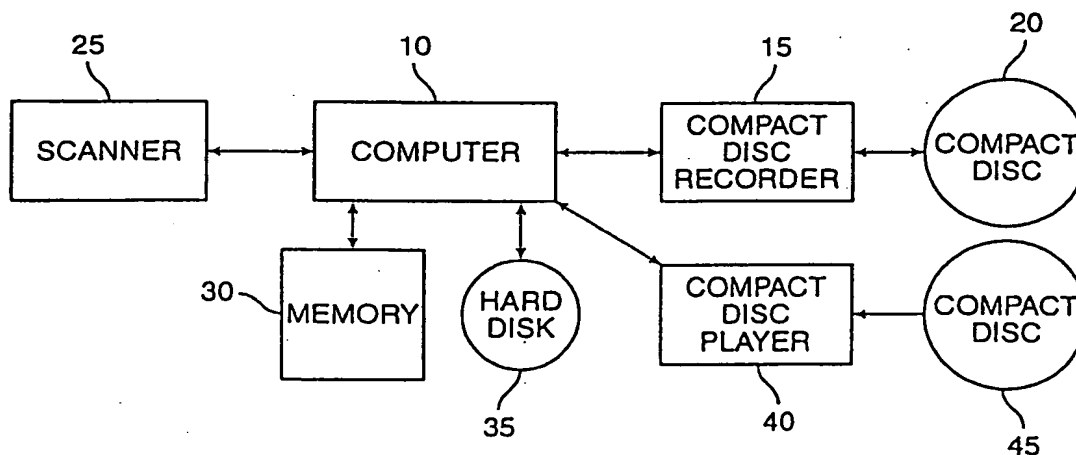 25
10
15
20
SCANNER
COMPUTER
COMPACT
DISC
RECORDER
COMPACT
DISC
30
MEMORY
HARD
DISK
COMPACT
DISC
PLAYER
COMPACT
DISC
35
40
45